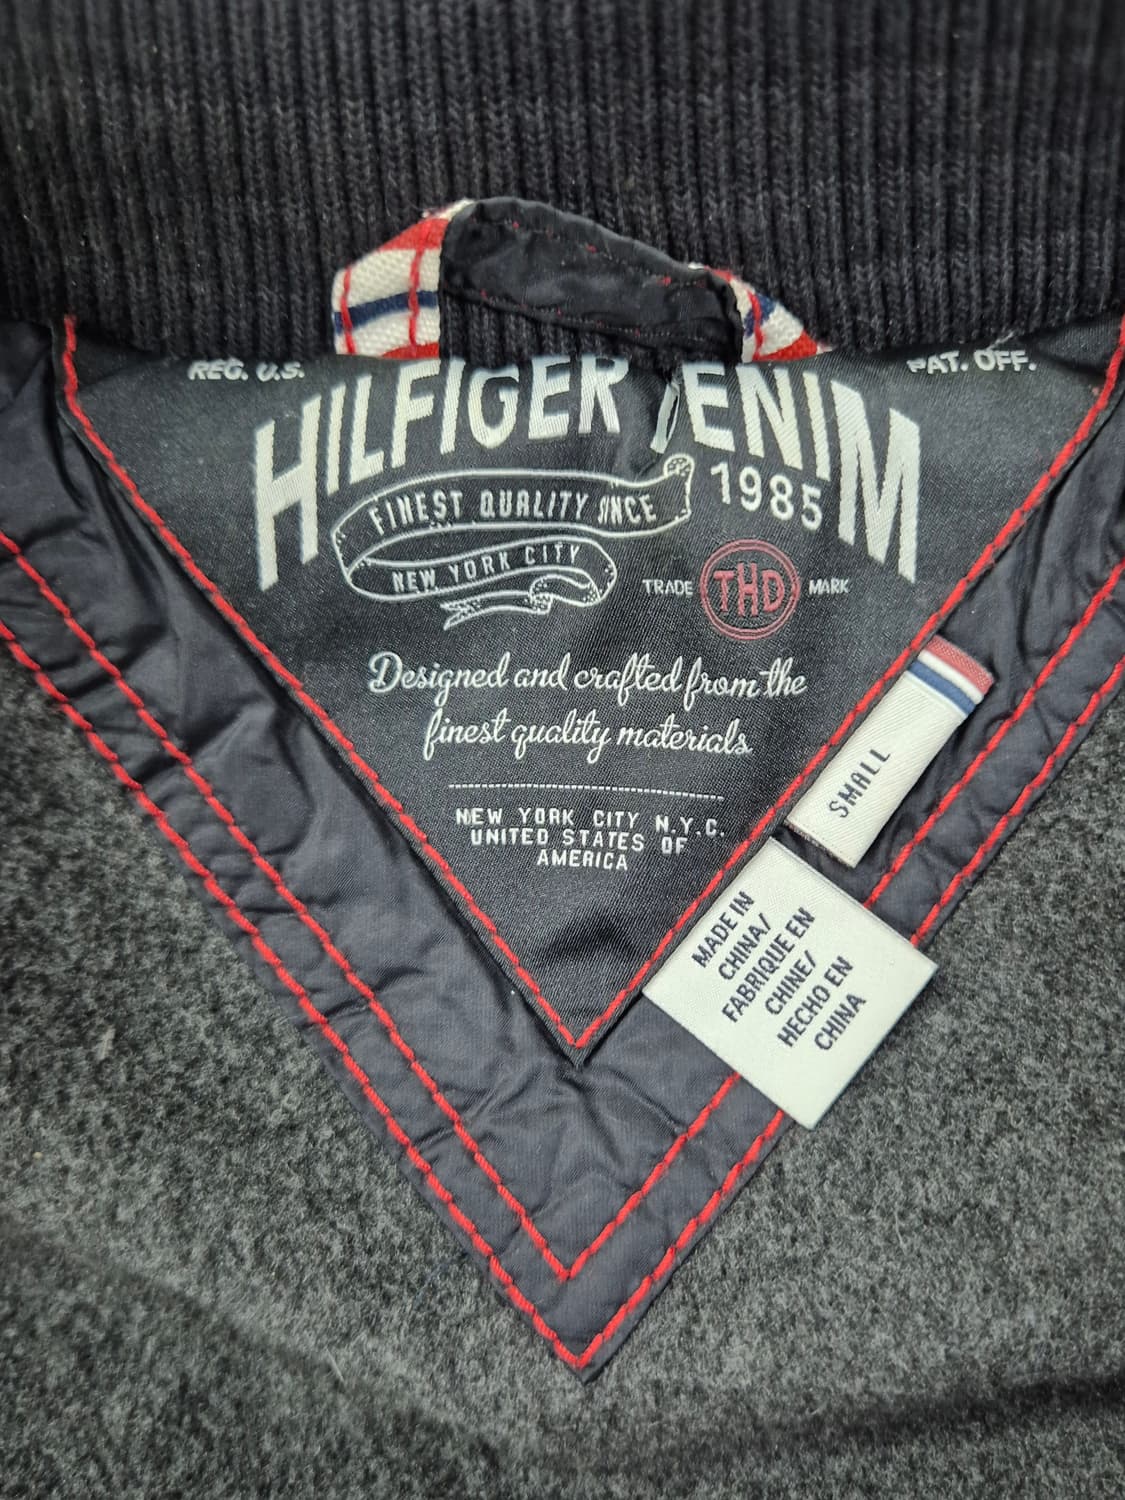 REG. U.S. PAT. OFF.
HILFIGER DENIM
FINEST QUALITY SINCE 1985
NEW YORK CITY
TRADE THD MARK
Designed and crafted from the
finest quality materials
NEW YORK CITY N.Y.C.
UNITED STATES OF
AMERICA
SMALL
MADE IN
CHINA/
FABRIQUE EN
CHINE/
HECHO EN
CHINA